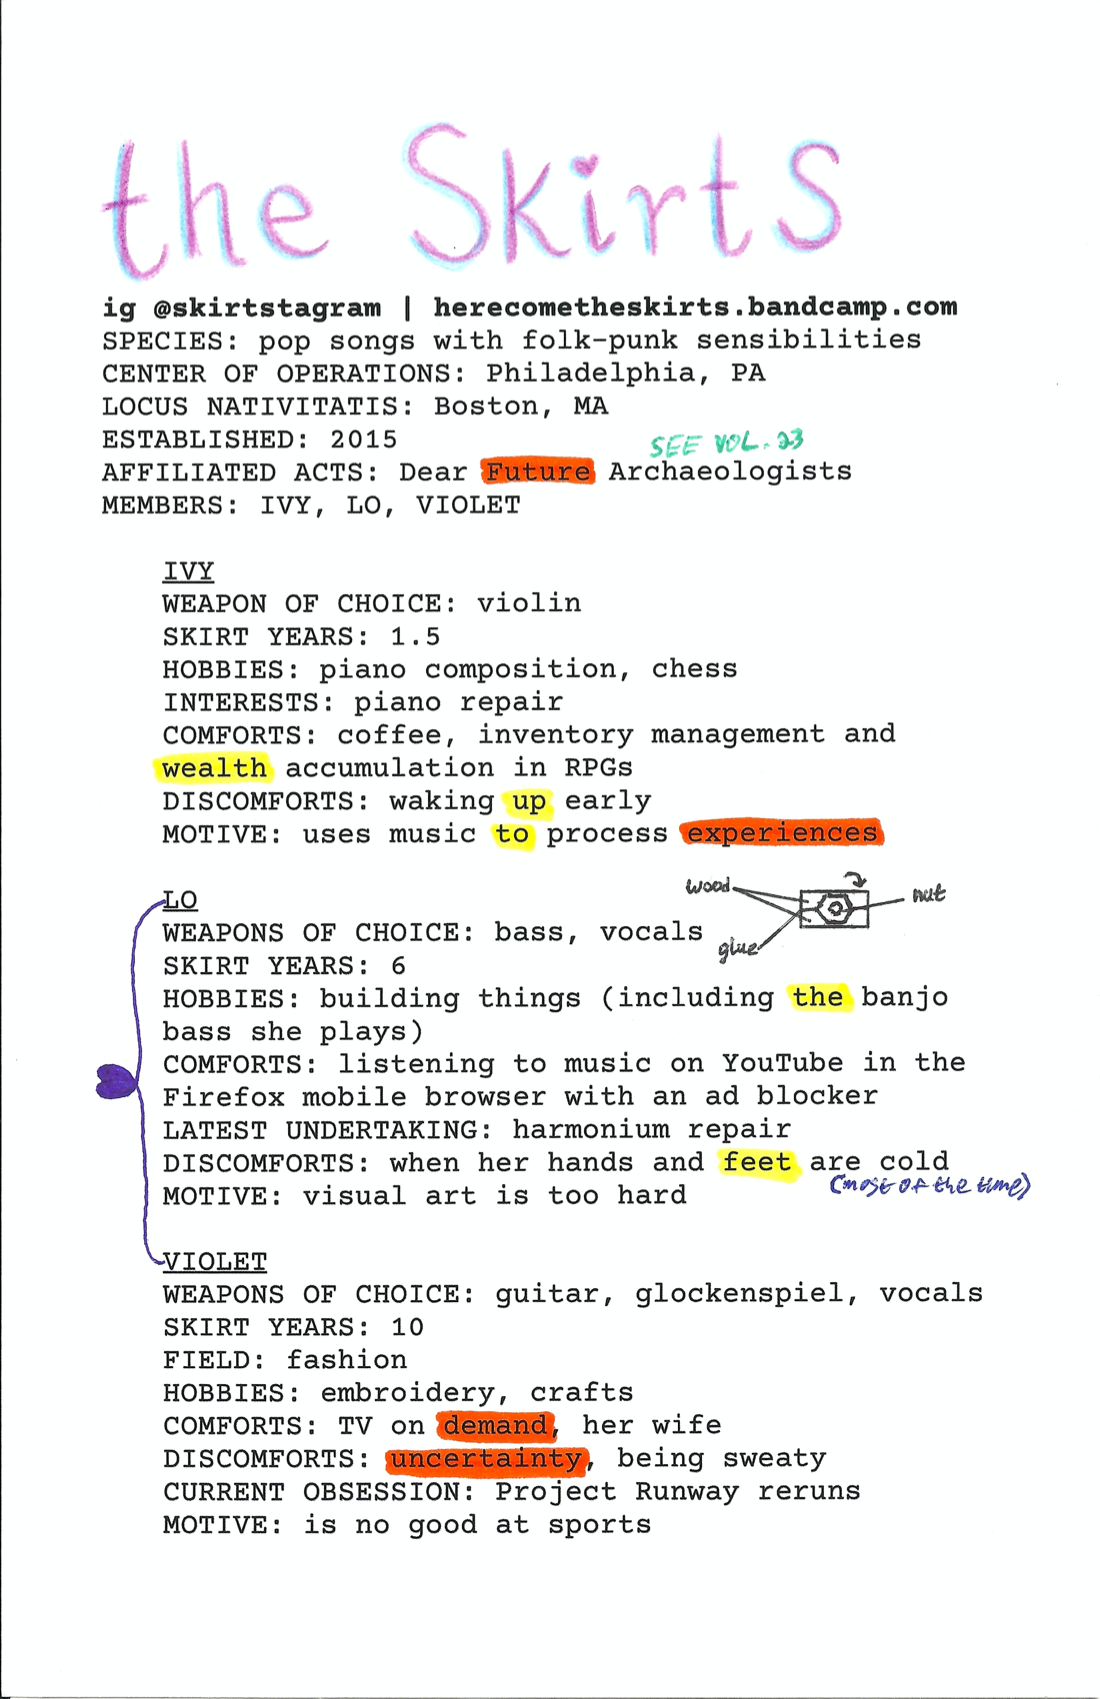 the Skirts
ig @skirtstagram | herecometheskirts.bandcamp.com
SPECIES: pop songs with folk-punk sensibilities
CENTER OF OPERATIONS: Philadelphia, PA
LOCUS NATIVITATIS: Boston, MA
ESTABLISHED: 2015
SEE VOL. 23
AFFILIATED ACTS: Dear Future Archaeologists
MEMBERS: IVY, LO, VIOLET
IVY
WEAPON OF CHOICE: violin
SKIRT YEARS: 1.5
HOBBIES: piano composition, chess
INTERESTS: piano repair
COMFORTS: coffee, inventory management and
wealth accumulation in RPGs
DISCOMFORTS: waking up early
MOTIVE: uses music to process experiences
LO
wood
nut
WEAPONS OF CHOICE: bass, vocals
glue
SKIRT YEARS: 6
HOBBIES: building things (including the banjo
bass she plays)
COMFORTS: listening to music on YouTube in the
Firefox mobile browser with an ad blocker
LATEST UNDERTAKING: harmonium repair
DISCOMFORTS: when her hands and feet are cold
(most of the time)
MOTIVE: visual art is too hard
VIOLET
WEAPONS OF CHOICE: guitar, glockenspiel, vocals
SKIRT YEARS: 10
FIELD: fashion
HOBBIES: embroidery, crafts
COMFORTS: TV on demand, her wife
DISCOMFORTS: uncertainty, being sweaty
CURRENT OBSESSION: Project Runway reruns
MOTIVE: is no good at sports